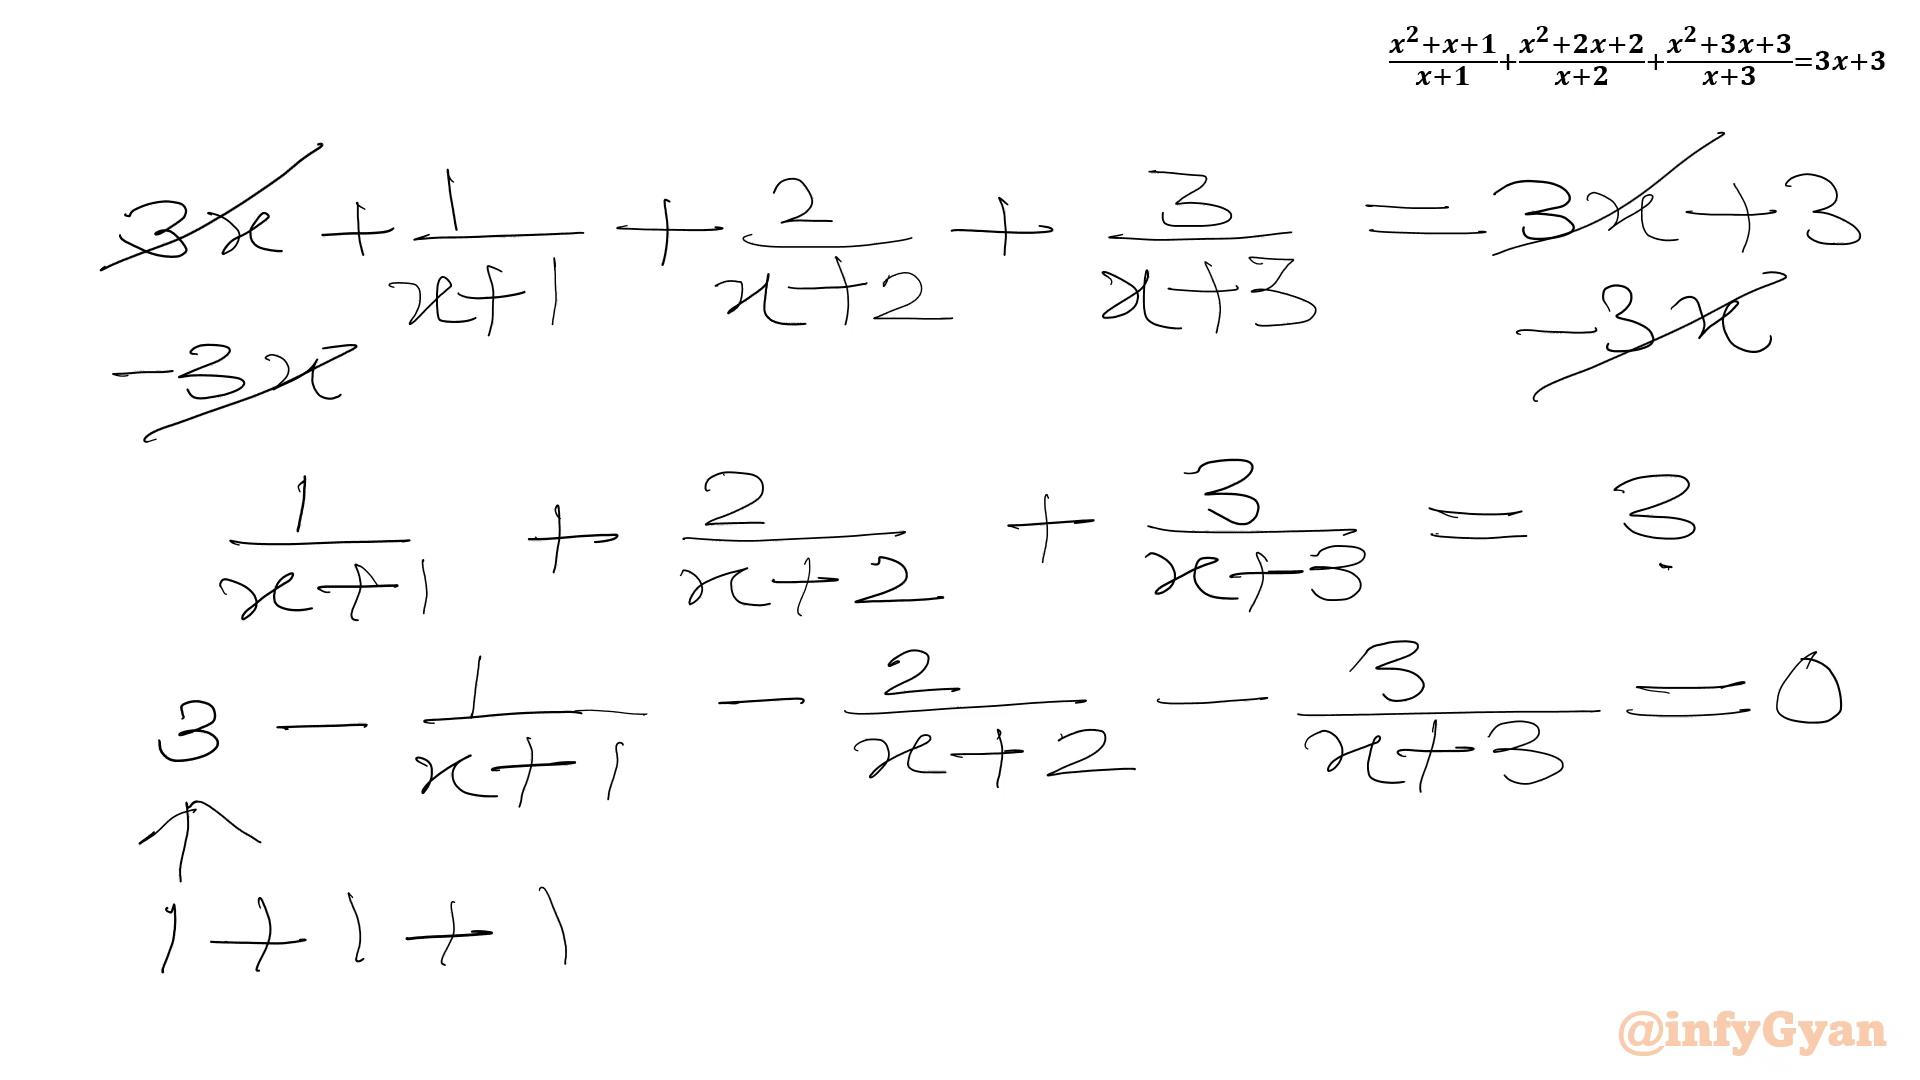 (x²+x+1)/(x+1)+(x²+2x+2)/(x+2)+(x²+3x+3)/(x+3)=3x+3
3x + 1/(x+1) + 2/(x+2) + 3/(x+3) = 3x+3
-3x -3x
1/(x+1) + 2/(x+2) + 3/(x+3) = 3
3 - 1/(x+1) - 2/(x+2) - 3/(x+3) = 0
↑
1+1+1
@infyGyan